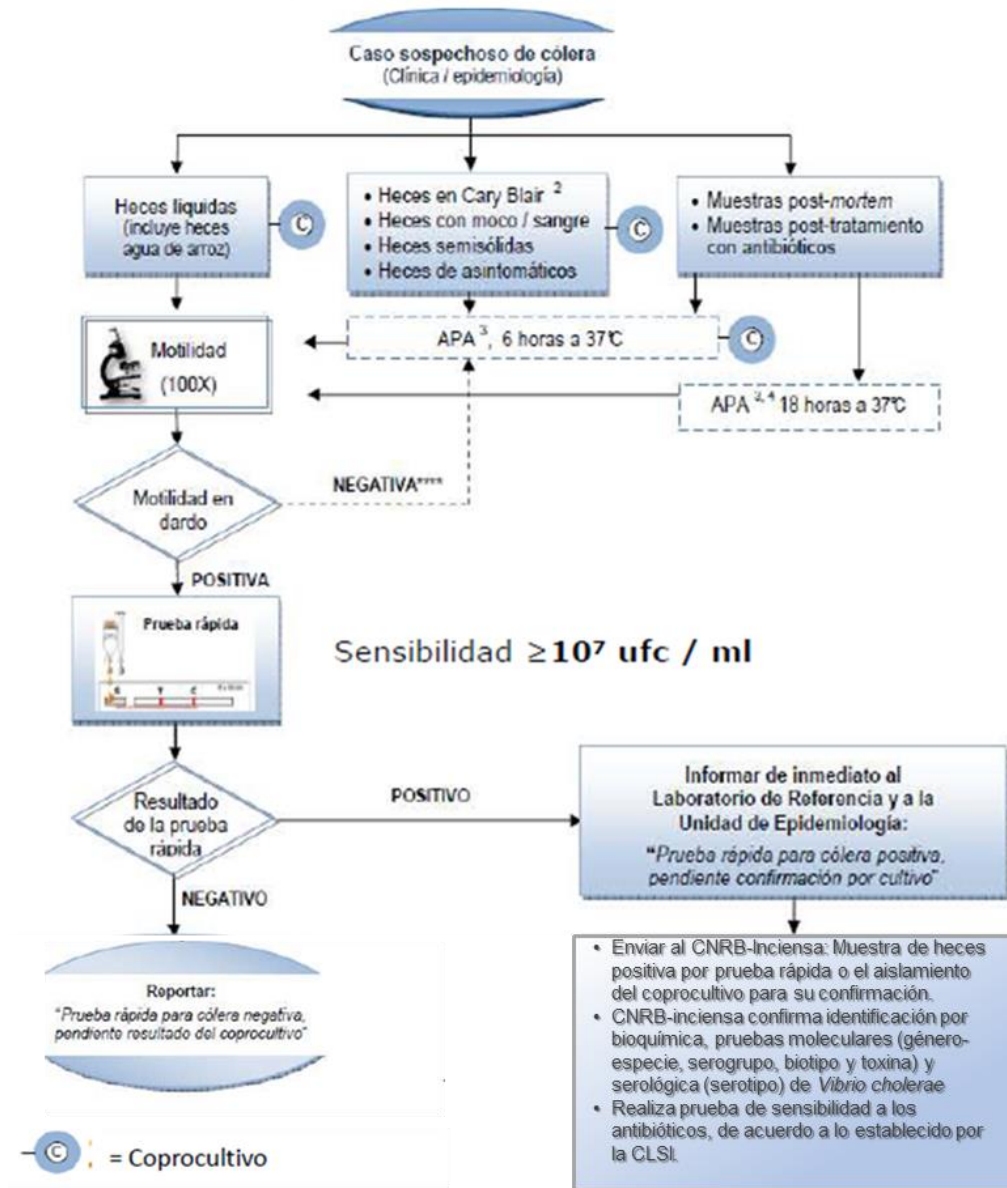 Caso sospechoso de cólera
(Clínica / epidemiología)
Heces líquidas
(incluye heces
agua de arroz)
C
• Heces en Cary Blair ²
• Heces con moco / sangre
• Heces semisólidas
• Heces de asintomáticos
C
• Muestras post-mortem
• Muestras post-tratamiento
con antibióticos
Motilidad
(100X)
APA ³, 6 horas a 37°C
C
APA ³, ⁴ 18 horas a 37°C
Motilidad en
dardo
NEGATIVA****
POSITIVA
Prueba rápida
T C
Sensibilidad ≥10⁷ ufc / ml
Resultado
de la prueba
rápida
POSITIVO
NEGATIVO
Informar de inmediato al
Laboratorio de Referencia y a la
Unidad de Epidemiología:
"Prueba rápida para cólera positiva,
pendiente confirmación por cultivo"
Reportar:
"Prueba rápida para cólera negativa,
pendiente resultado del coprocultivo"
• Enviar al CNRB-Inciensa: Muestra de heces
positiva por prueba rápida o el aislamiento
del coprocultivo para su confirmación.
• CNRB-inciensa confirma identificación por
bioquímica, pruebas moleculares (género-
especie, serogrupo, biotipo y toxina) y
serológica (serotipo) de Vibrio cholerae
• Realiza prueba de sensibilidad a los
antibióticos, de acuerdo a lo establecido por
la CLSI.
C = Coprocultivo